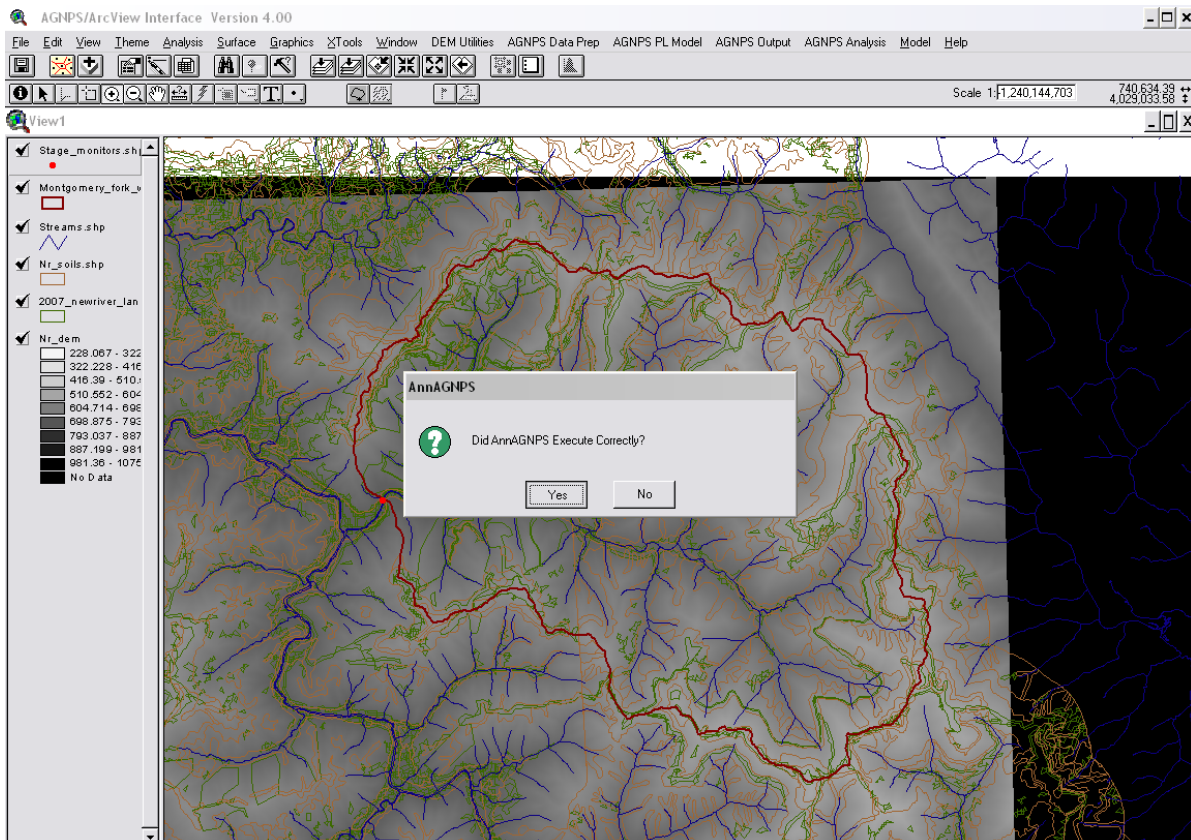 AGNPS/ArcView Interface Version 4.00
File Edit View Theme Analysis Surface Graphics XTools Window DEM Utilities AGNPS Data Prep AGNPS PL Model AGNPS Output AGNPS Analysis Model Help
Scale 1: -1,240,144,703
740,634.39
4,029,033.58
View1
Stage_monitors.sh
Montgomery_fork_
Streams.shp
Nr_soils.shp
2007_newriver_lan
Nr_dem
228.067 - 322
322.228 - 416
416.39 - 510.
510.552 - 604
604.714 - 698
698.875 - 793
793.037 - 887
887.199 - 981
981.36 - 1075
No Data
AnnAGNPS
Did AnnAGNPS Execute Correctly?
Yes No